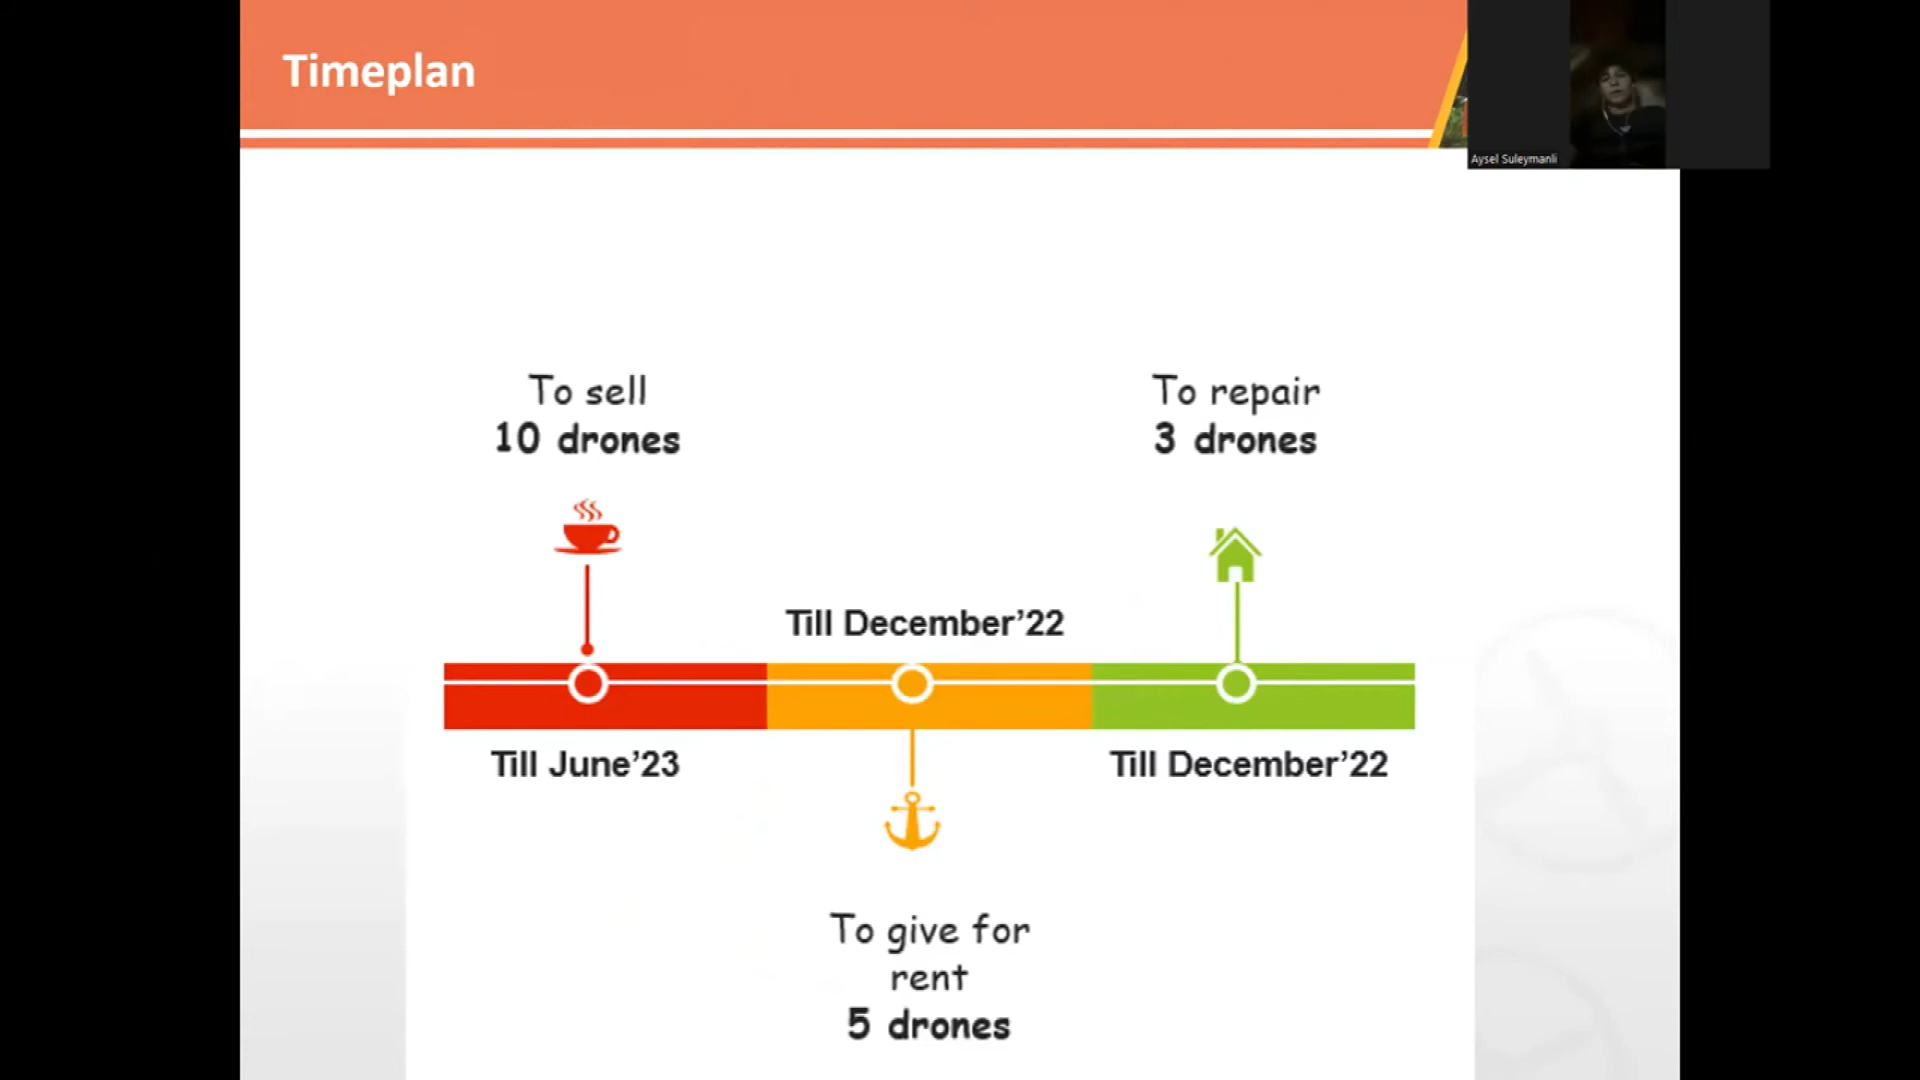 Timeplan
Aysel Suleymanli
To sell
10 drones
To repair
3 drones
Till December’22
Till June’23
Till December’22
To give for
rent
5 drones